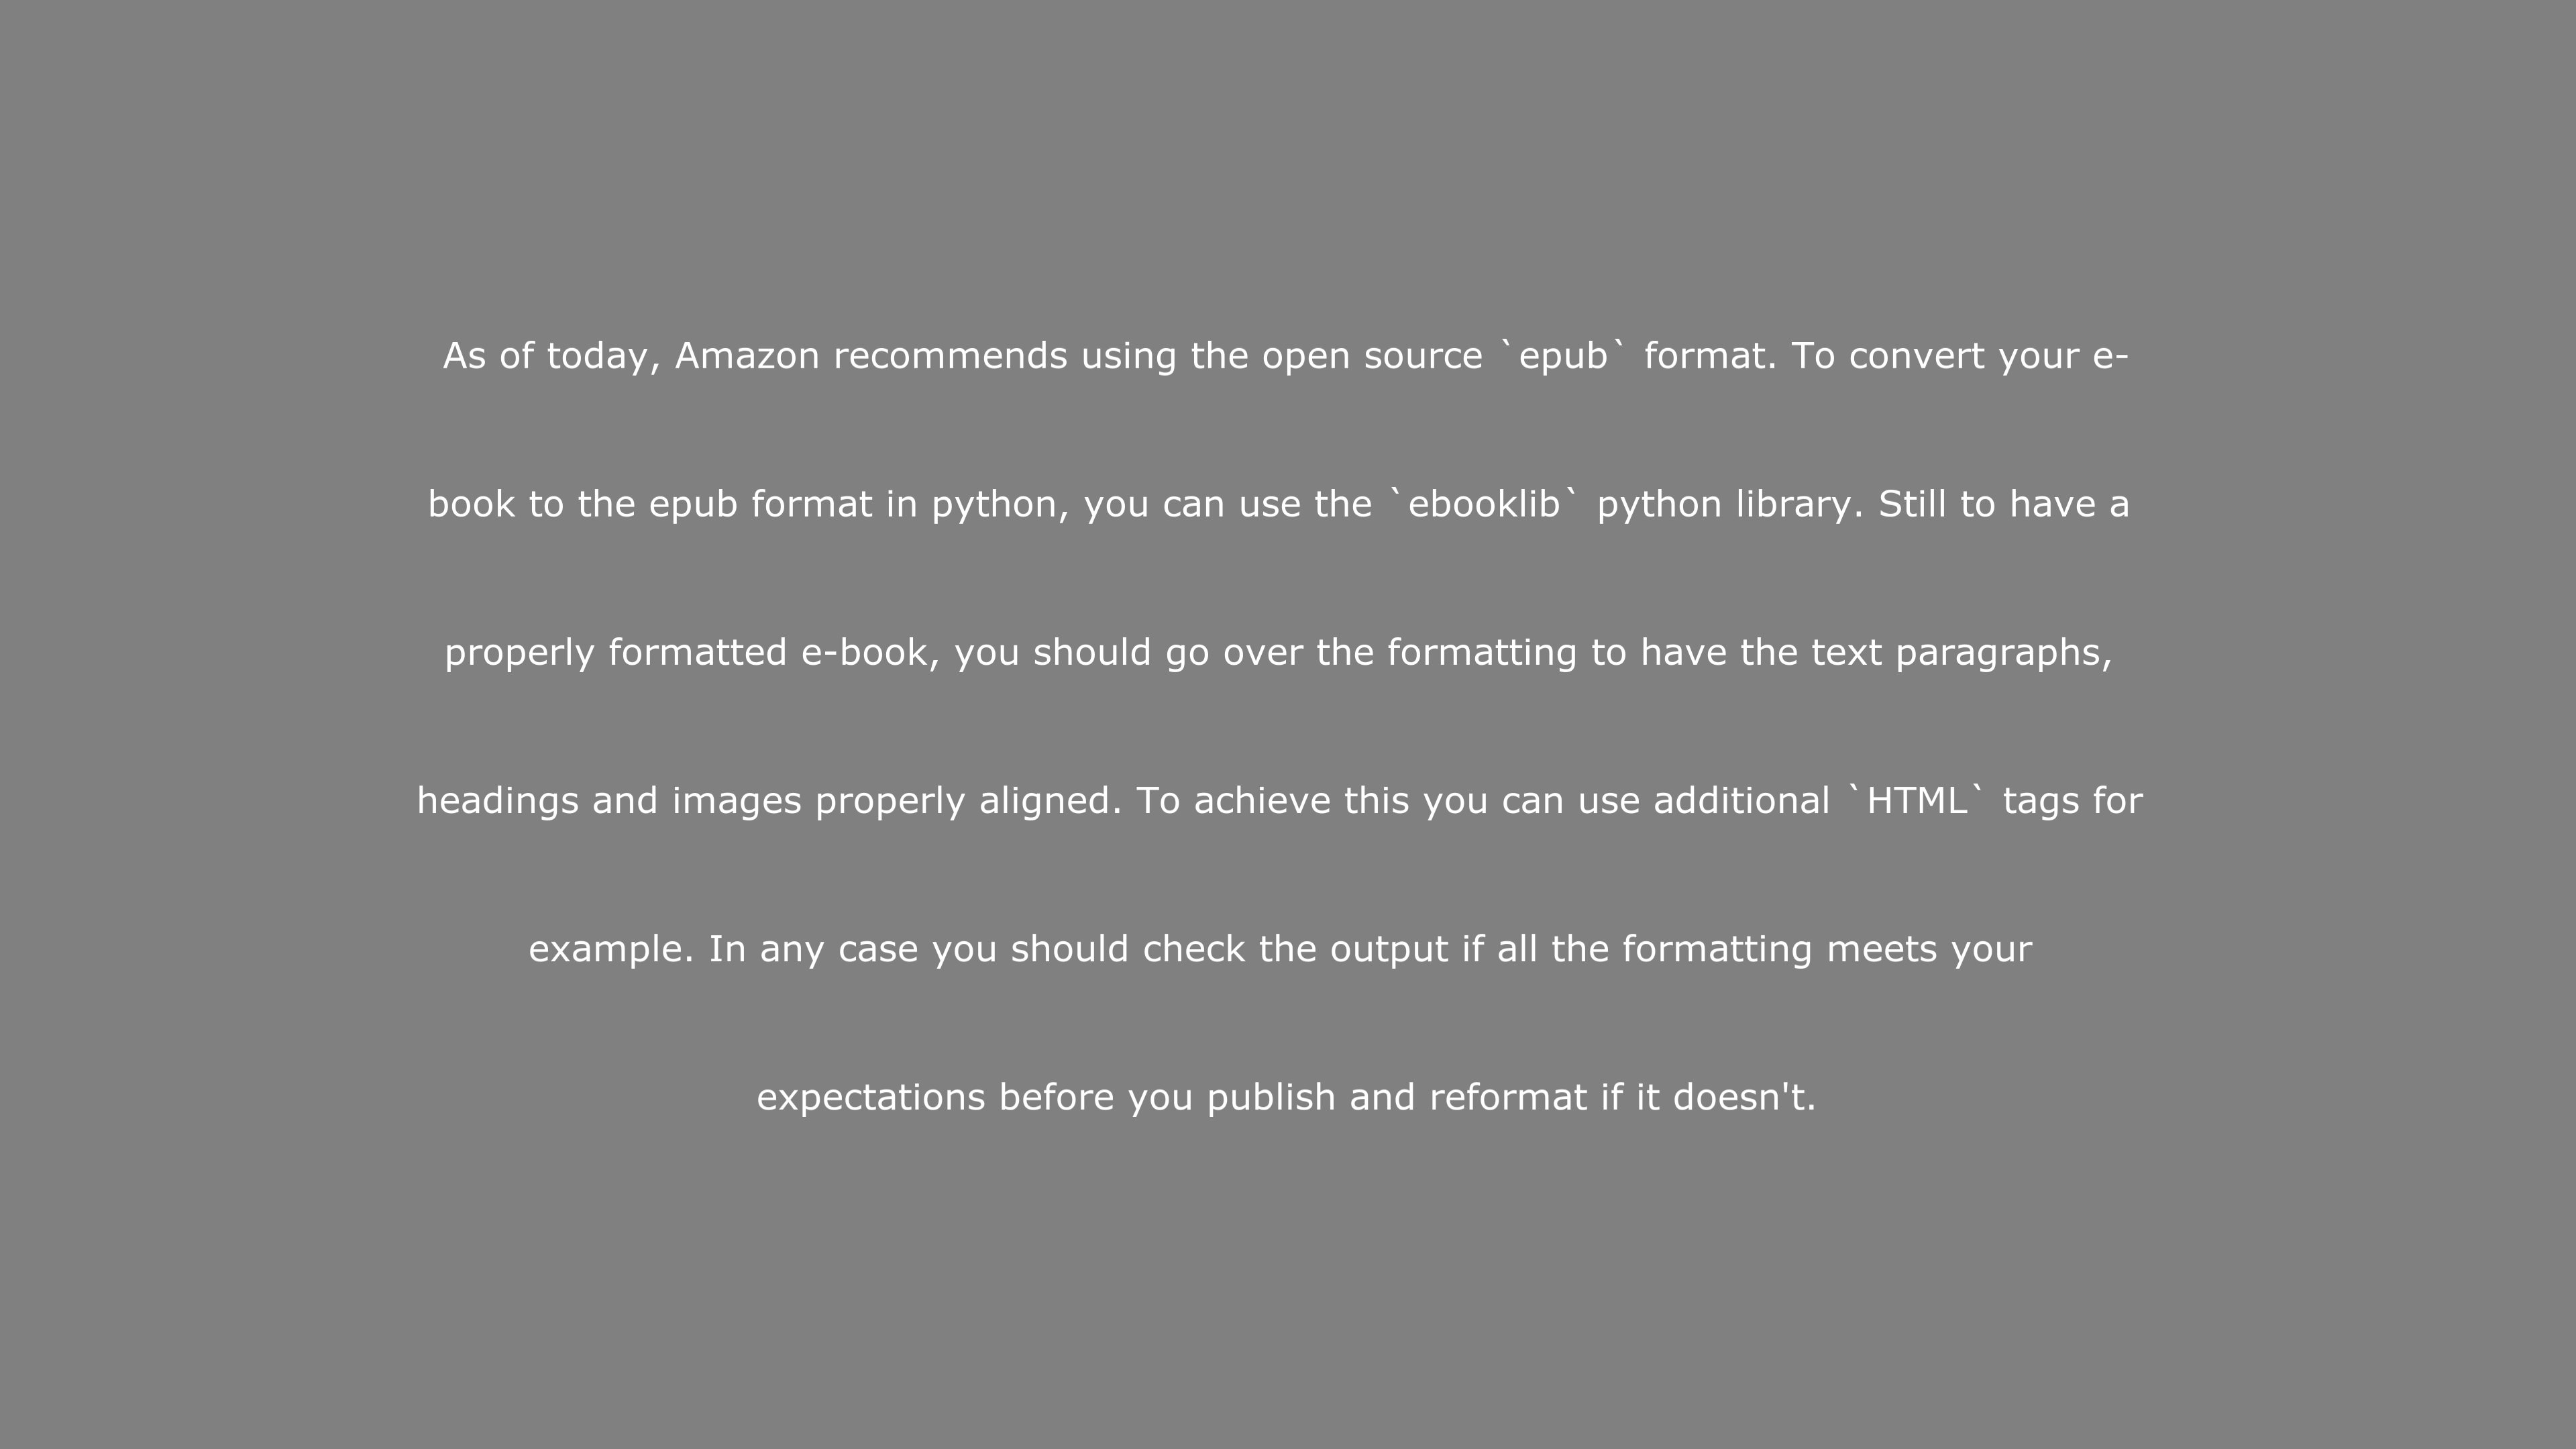 As of today, Amazon recommends using the open source `epub` format. To convert your e-
book to the epub format in python, you can use the `ebooklib` python library. Still to have a
properly formatted e-book, you should go over the formatting to have the text paragraphs,
headings and images properly aligned. To achieve this you can use additional `HTML` tags for
example. In any case you should check the output if all the formatting meets your
expectations before you publish and reformat if it doesn't.